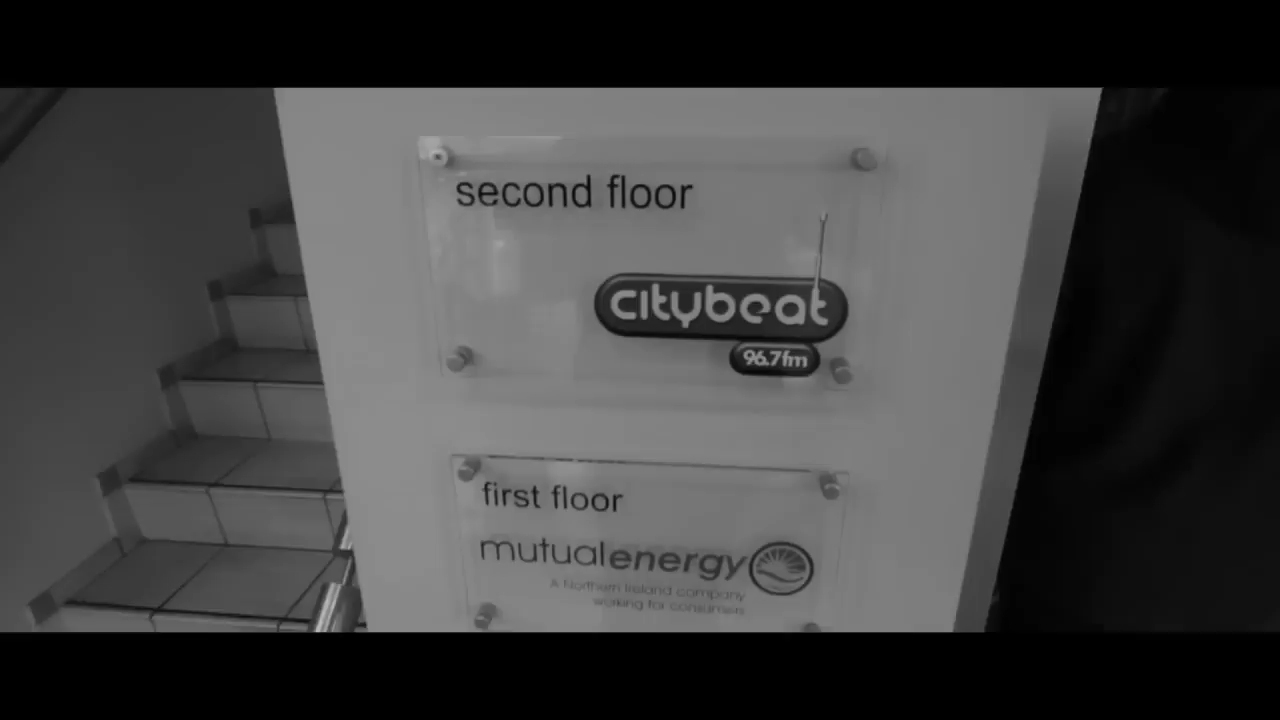 second floor
citybeat
96.7fm
first floor
mutualenergy
A Northern Ireland company
working for consumers